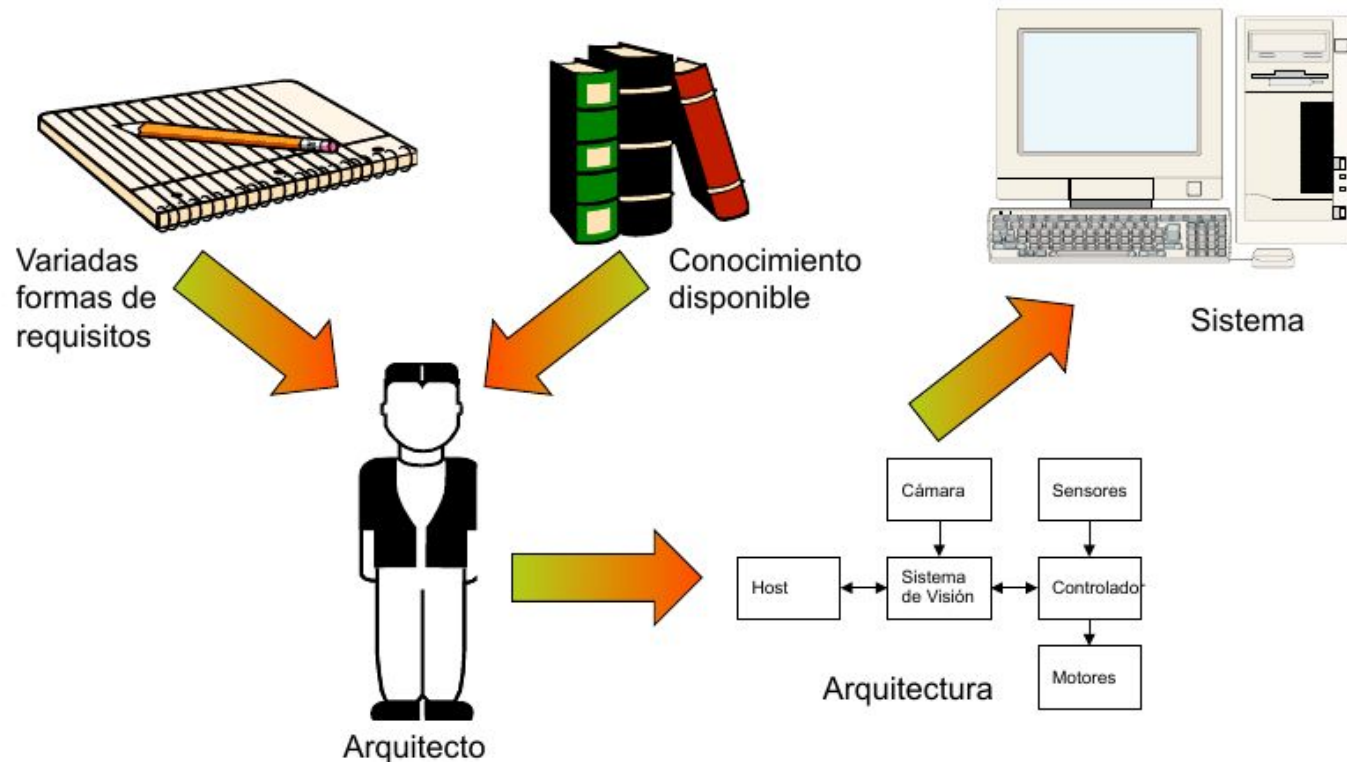 Variadas
formas de
requisitos
Conocimiento
disponible
Sistema
Cámara
Sensores
Host
Sistema
de Visión
Controlador
Motores
Arquitectura
Arquitecto